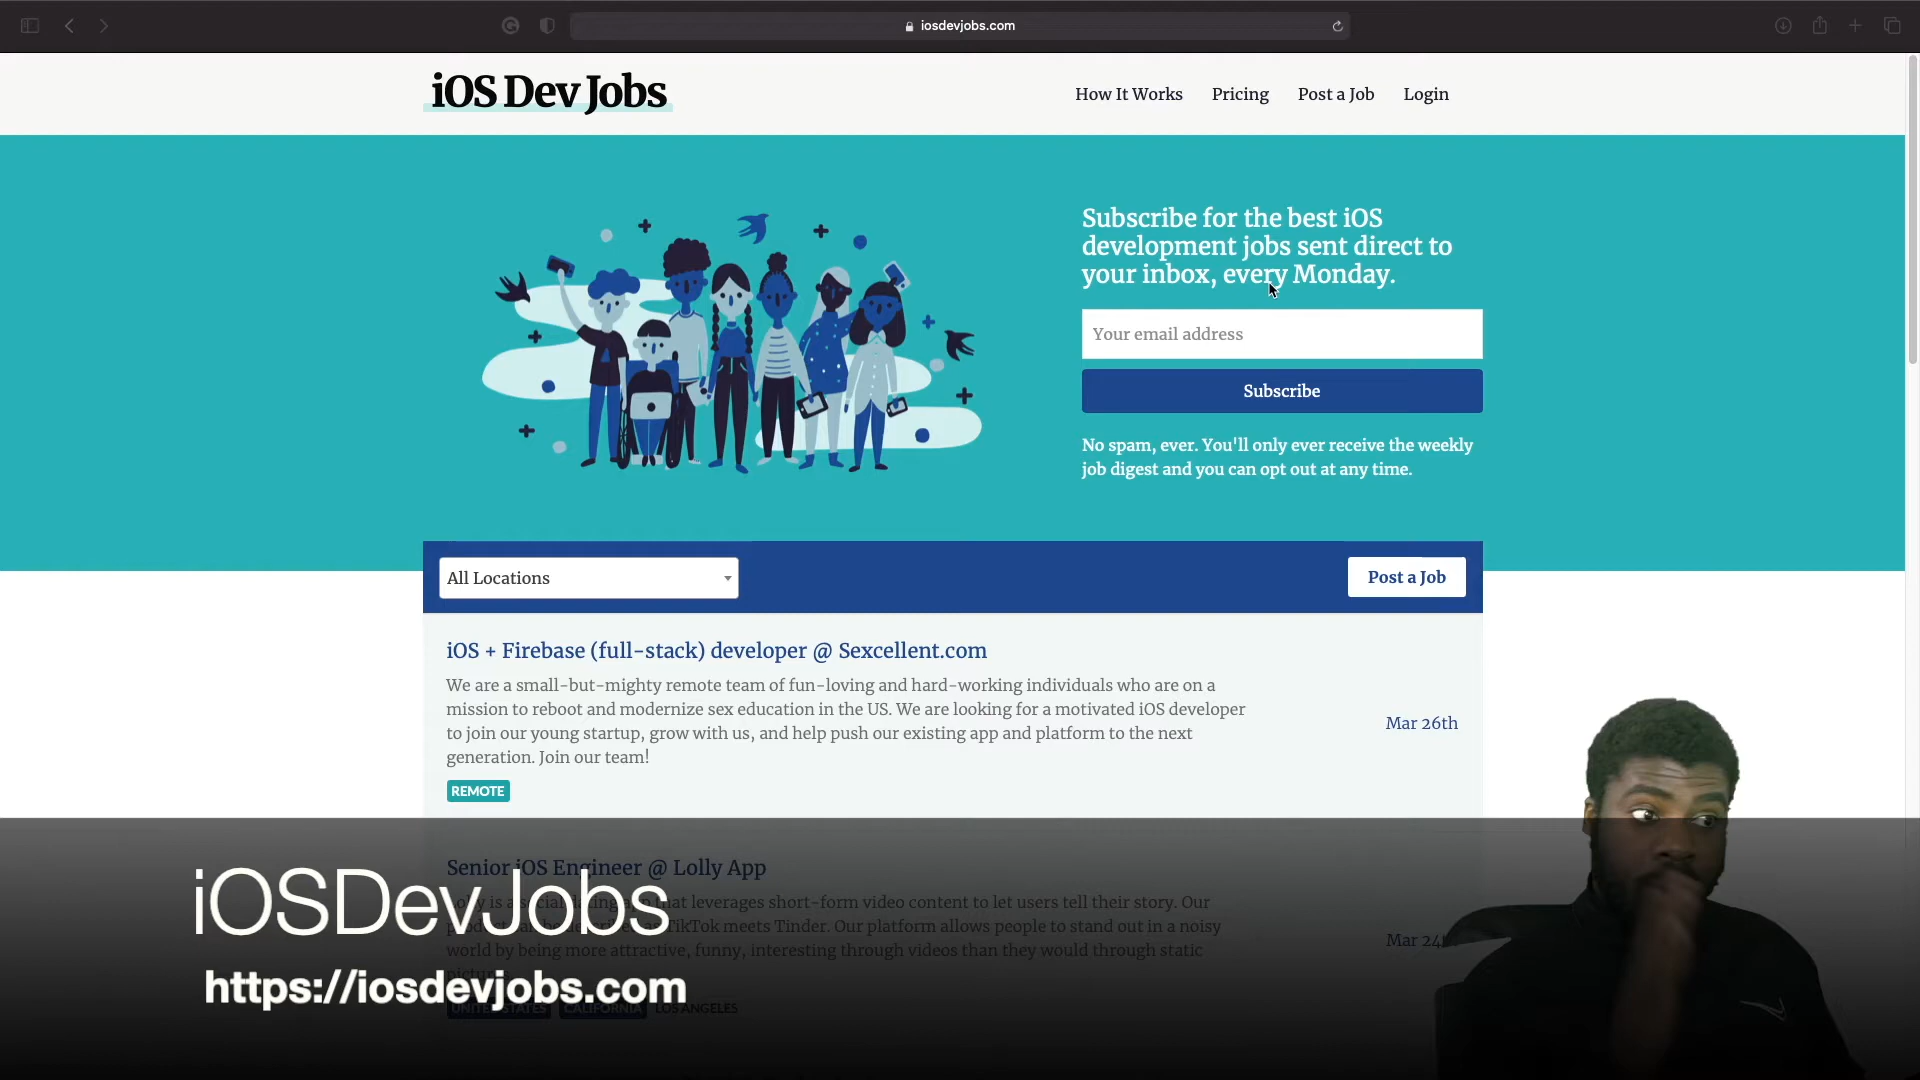 iosdevjobs.com
iOS Dev Jobs
How It Works Pricing Post a Job Login
Subscribe for the best iOS
development jobs sent direct to
your inbox, every Monday.
Your email address
Subscribe
No spam, ever. You'll only ever receive the weekly
job digest and you can opt out at any time.
All Locations
Post a Job
iOS + Firebase (full-stack) developer @ Sexcellent.com
We are a small-but-mighty remote team of fun-loving and hard-working individuals who are on a
mission to reboot and modernize sex education in the US. We are looking for a motivated iOS developer
to join our young startup, grow with us, and help push our existing app and platform to the next
generation. Join our team!
Mar 26th
REMOTE
Senior iOS Engineer @ Lolly App
is a social dating app that leverages short-form video content to let users tell their story. Our
TikTok meets Tinder. Our platform allows people to stand out in a noisy
world by being more attractive, funny, interesting through videos than they would through static
Mar 24
UNITED STATES CALIFORNIA LOS ANGELES
iOSDevJobs
https://iosdevjobs.com